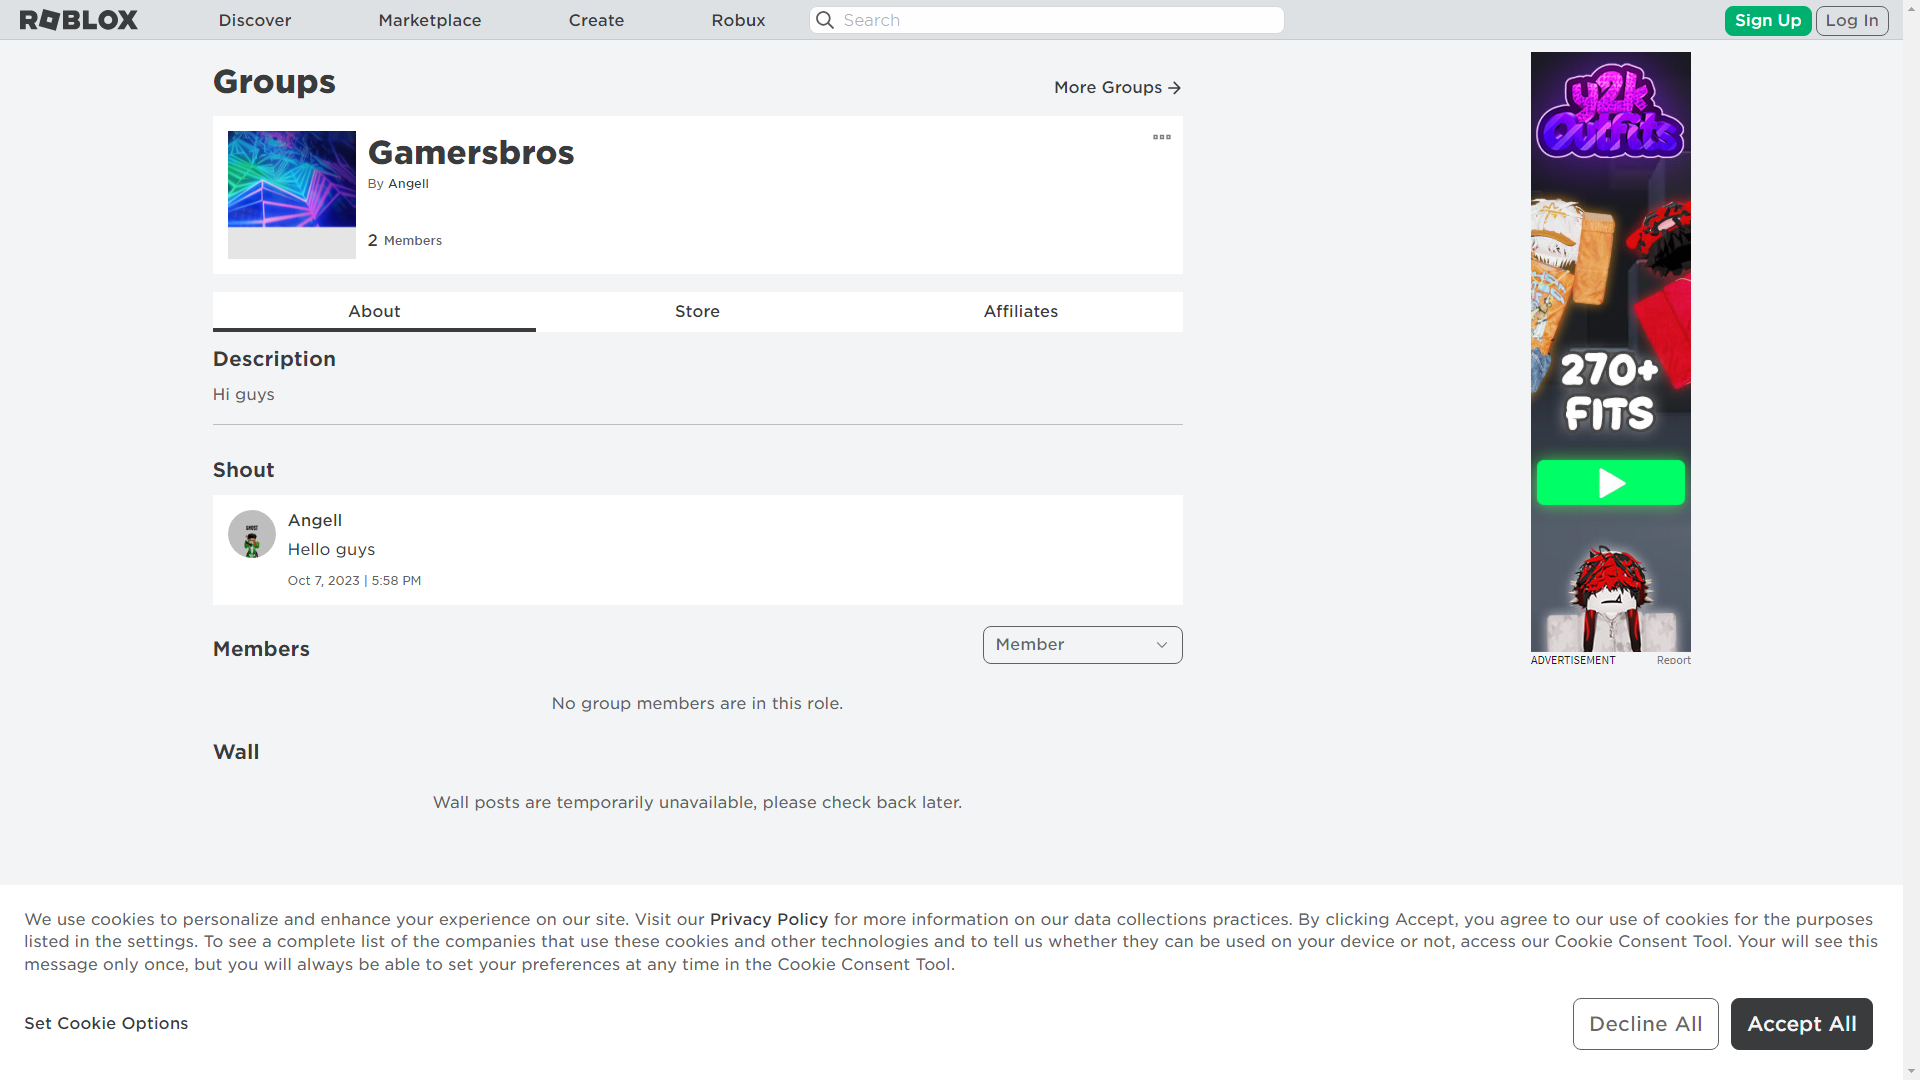 ROBLOX
Discover
Marketplace
Create
Robux
Search
Sign Up
Log In
Groups
More Groups
Gamersbros
By Angell
2 Members
About
Store
Affiliates
Description
Hi guys
Shout
Angell
Hello guys
Oct 7, 2023 | 5:58 PM
Members
Member
No group members are in this role.
Wall
Wall posts are temporarily unavailable, please check back later.
y2k
Outfits
270+
FITS
ADVERTISEMENT
Report
We use cookies to personalize and enhance your experience on our site. Visit our Privacy Policy for more information on our data collections practices. By clicking Accept, you agree to our use of cookies for the purposes
listed in the settings. To see a complete list of the companies that use these cookies and other technologies and to tell us whether they can be used on your device or not, access our Cookie Consent Tool. Your will see this
message only once, but you will always be able to set your preferences at any time in the Cookie Consent Tool.
Set Cookie Options
Decline All
Accept All